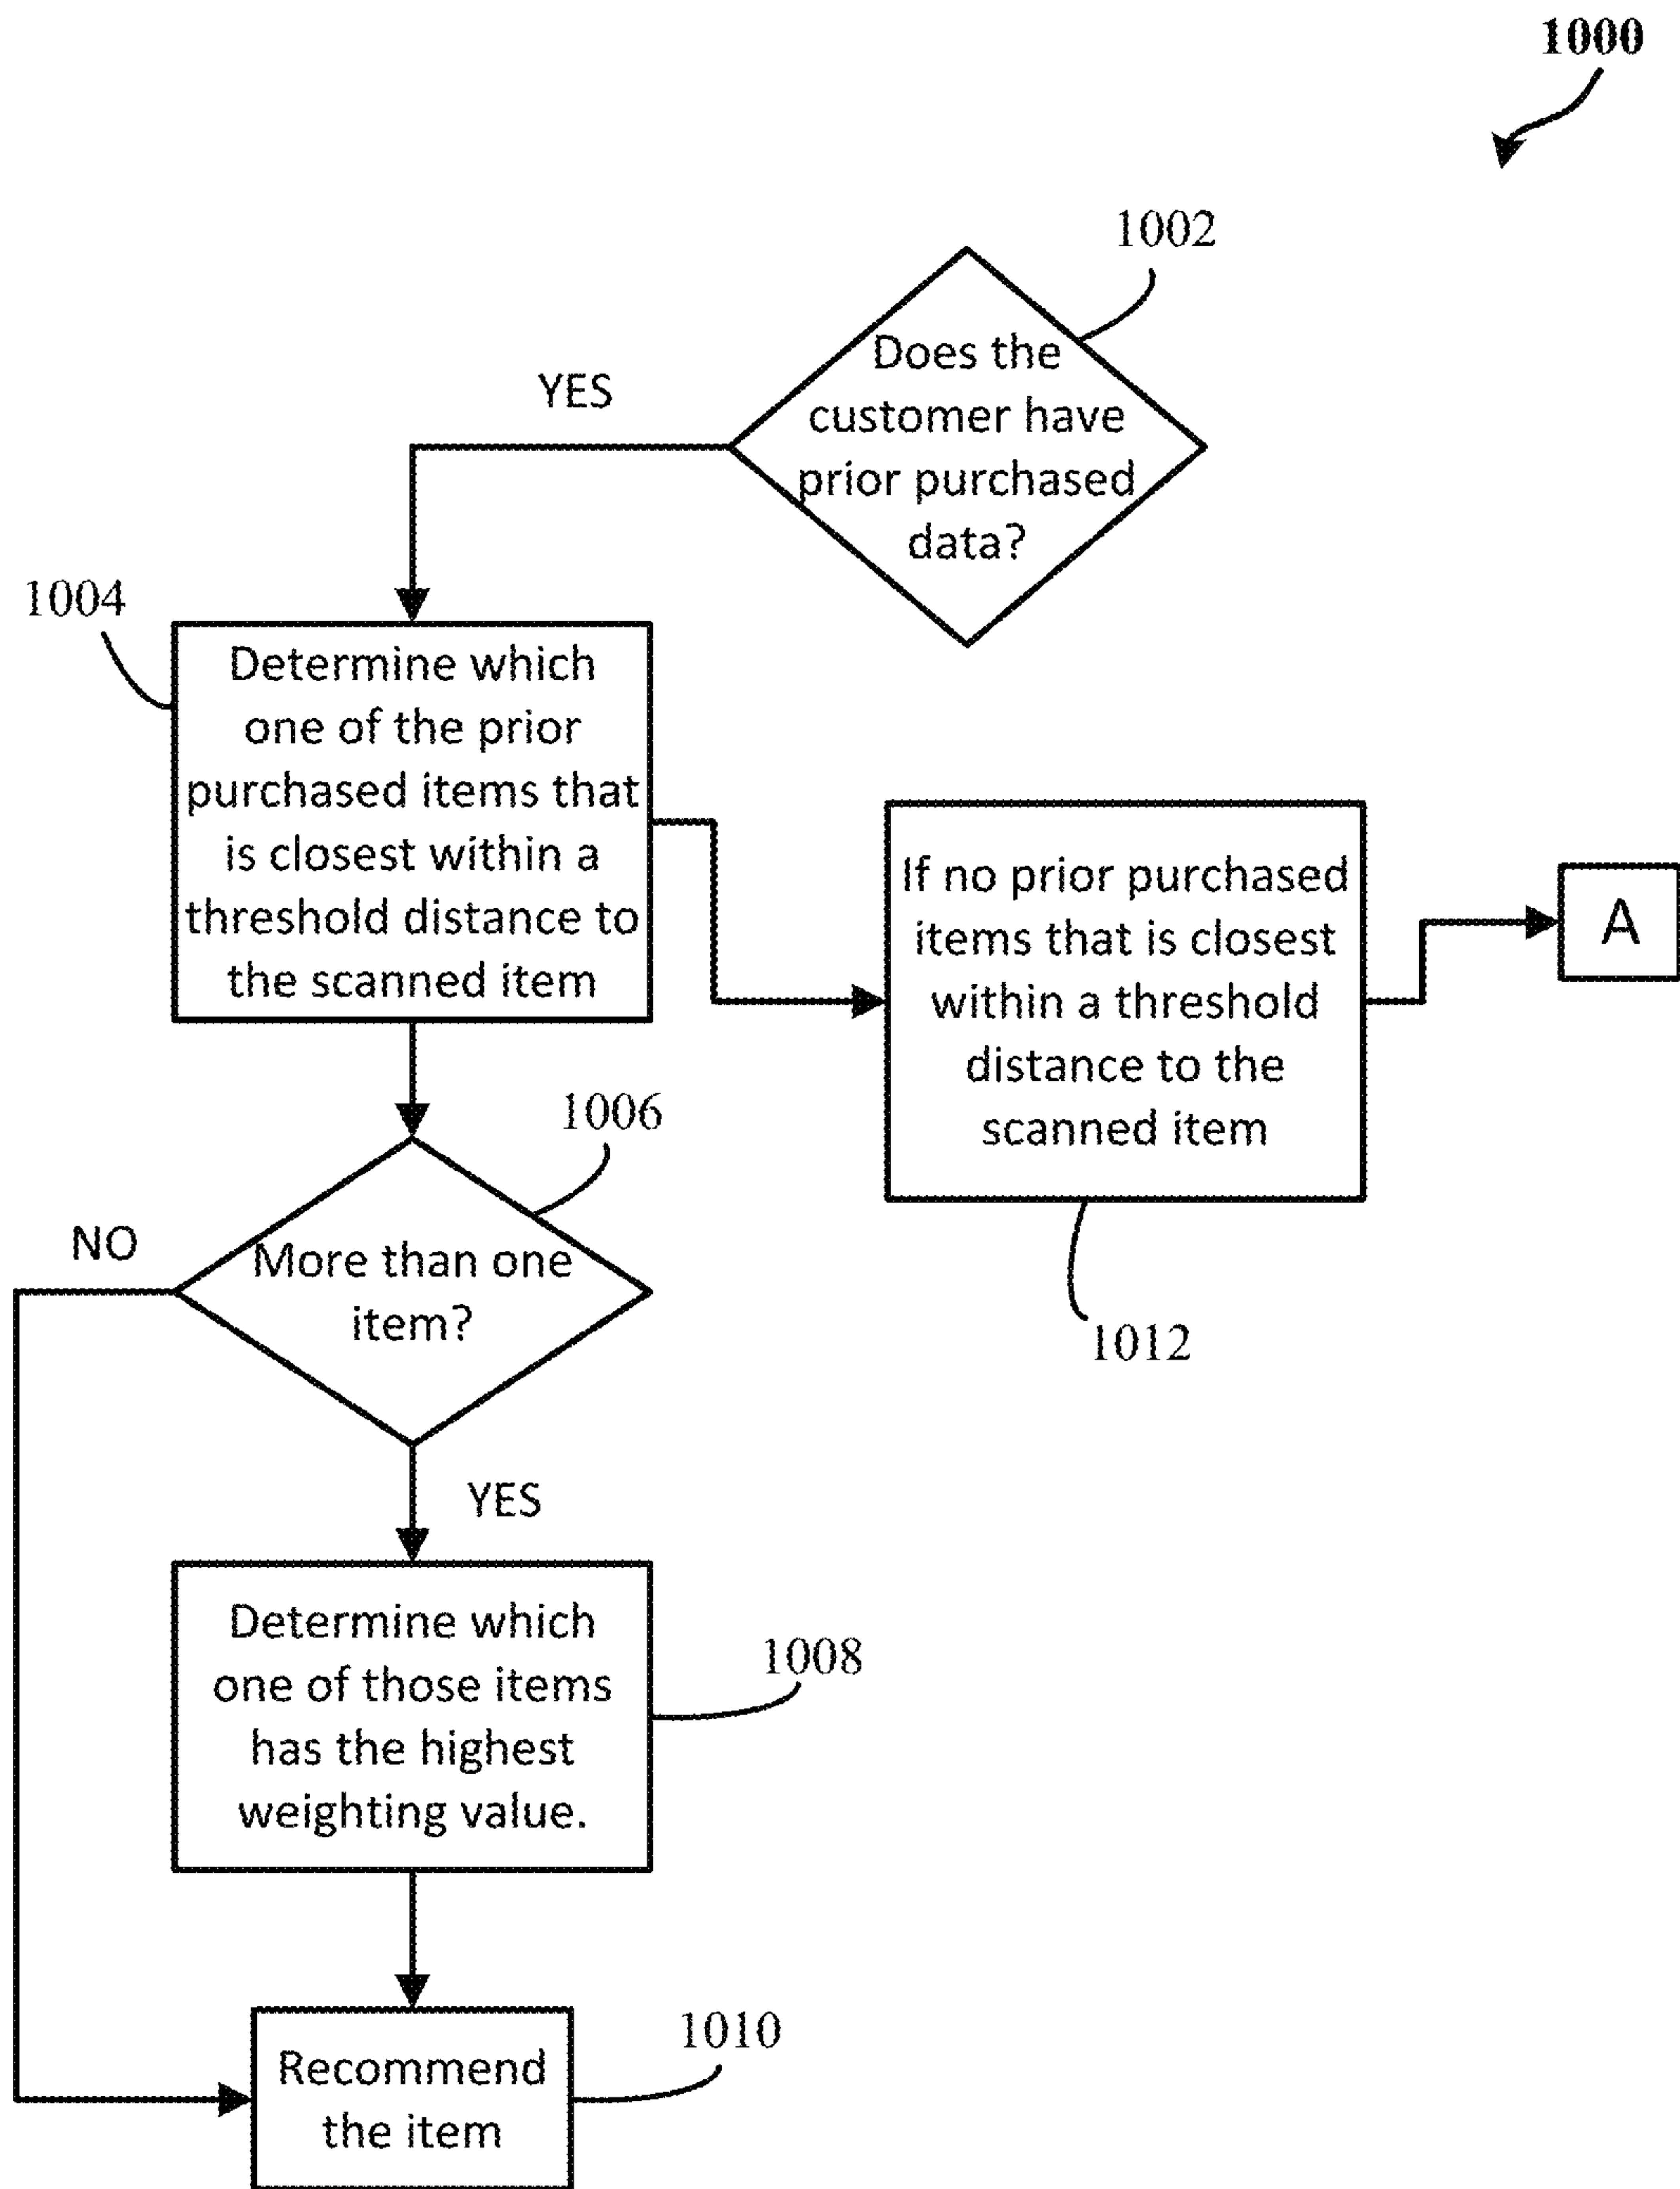 1000
1002
Does the
customer have
prior purchased
data?
YES
1004
Determine which
one of the prior
purchased items that
is closest within a
threshold distance to
the scanned item
If no prior purchased
items that is closest
within a threshold
distance to the
scanned item
A
1012
1006
More than one
item?
NO
YES
Determine which
one of those items
has the highest
weighting value.
1008
Recommend
the item
1010